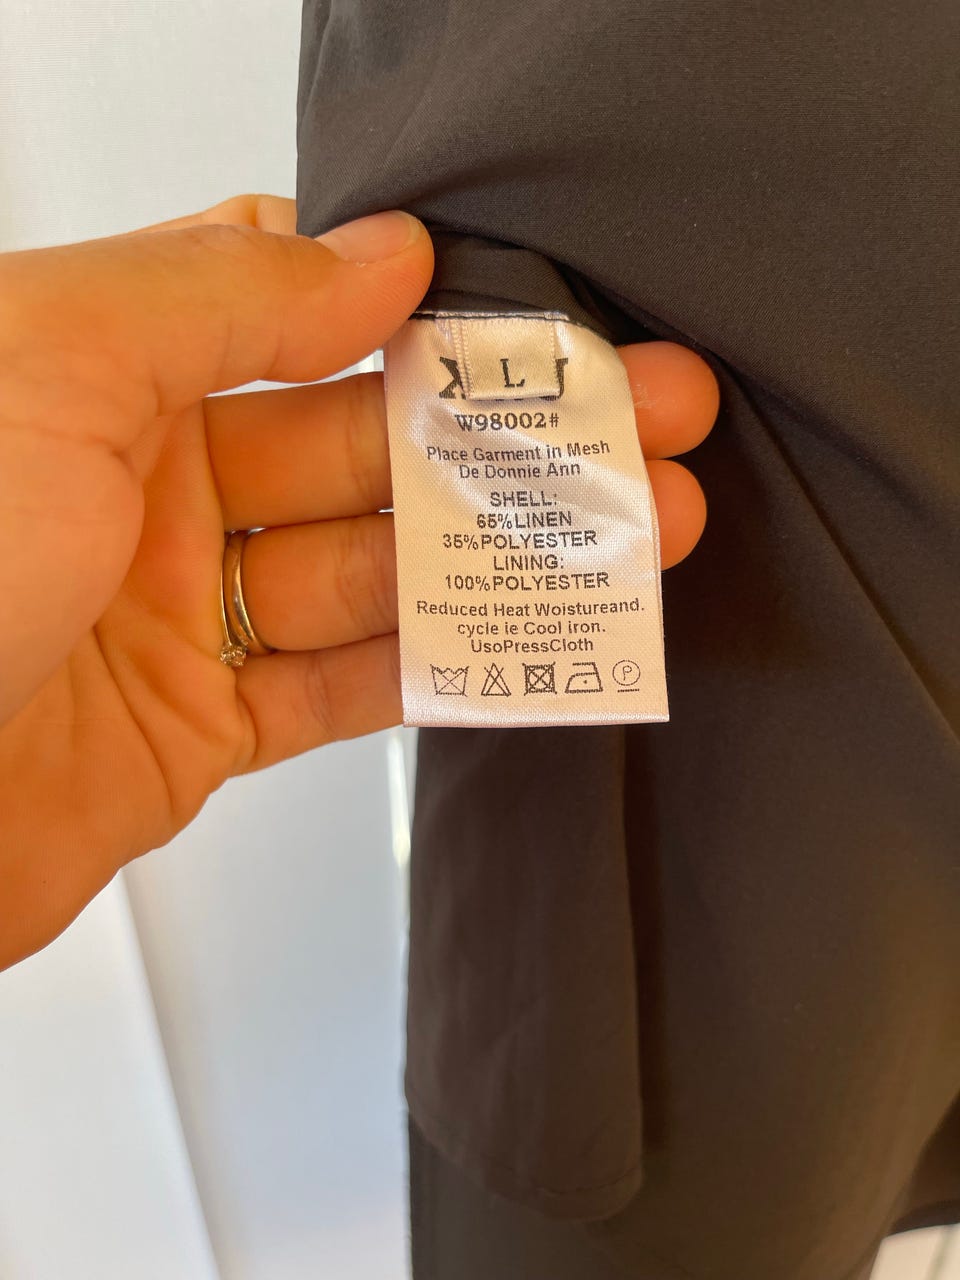 L
W98002#
Place Garment in Mesh
De Donnie Ann
SHELL:
65%LINEN
35%POLYESTER
LINING:
100%POLYESTER
Reduced Heat Woistureand.
cycle ie Cool iron.
UsoPressCloth
P